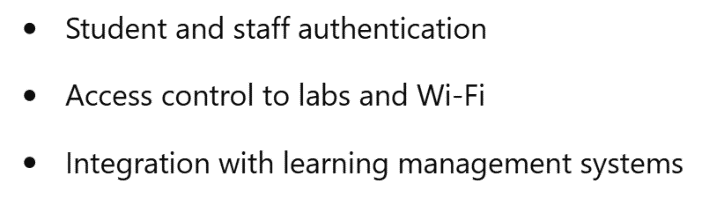 • Student and staff authentication
• Access control to labs and Wi-Fi
• Integration with learning management systems